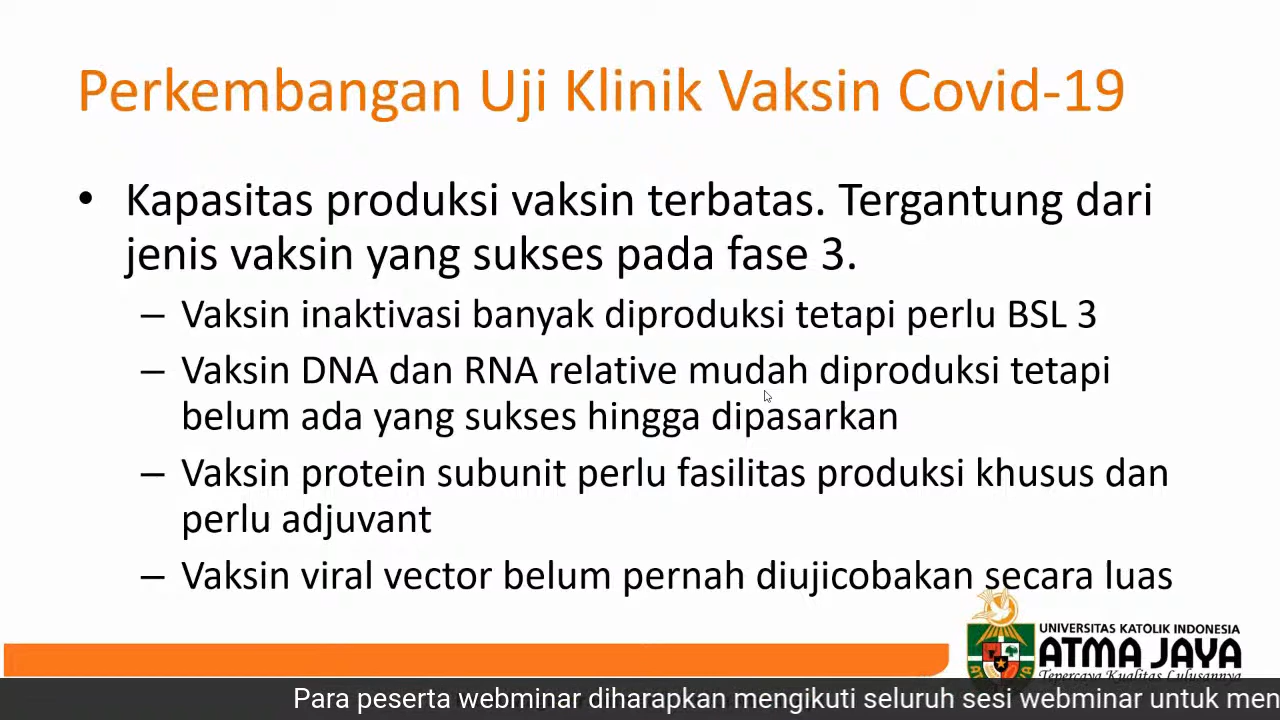 Perkembangan Uji Klinik Vaksin Covid-19
• Kapasitas produksi vaksin terbatas. Tergantung dari
jenis vaksin yang sukses pada fase 3.
– Vaksin inaktivasi banyak diproduksi tetapi perlu BSL 3
– Vaksin DNA dan RNA relative mudah diproduksi tetapi
belum ada yang sukses hingga dipasarkan
– Vaksin protein subunit perlu fasilitas produksi khusus dan
perlu adjuvant
– Vaksin viral vector belum pernah diujicobakan secara luas
UNIVERSITAS KATOLIK INDONESIA
ATMA JAYA
Tepercaya Kualitas Lulusannya
Para peserta webminar diharapkan mengikuti seluruh sesi webminar untuk men